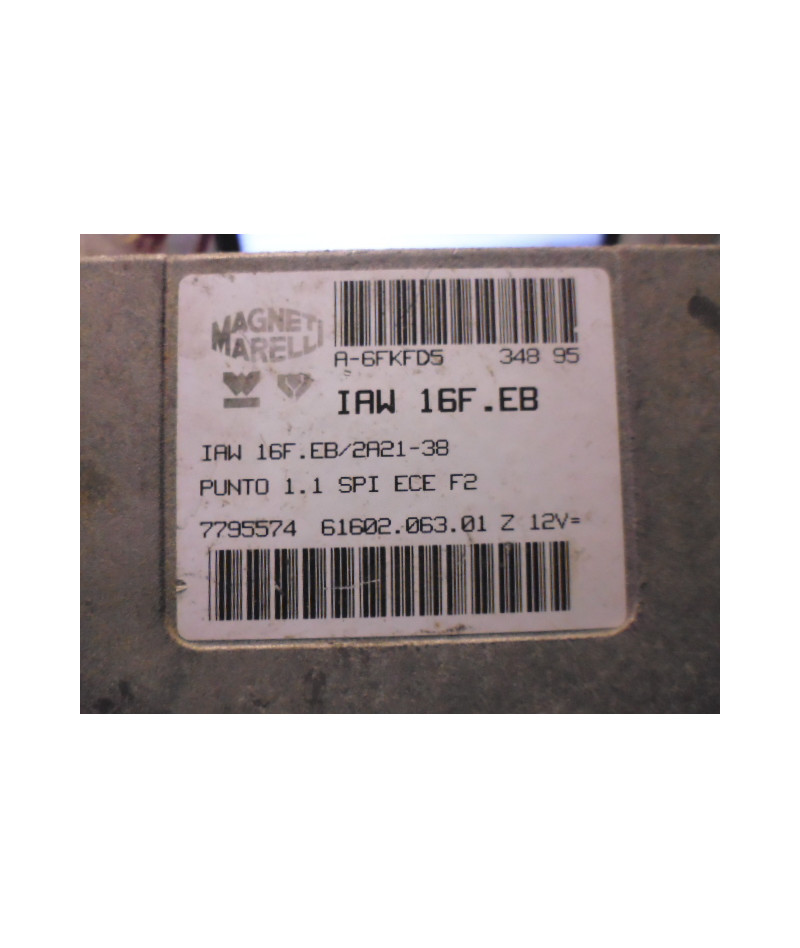 MAGNETI
MARELLI
A-6FKFD5 348 95
IAW 16F.EB
IAW 16F.EB/2A21-38
PUNTO 1.1 SPI ECE F2
7795574 61602.063.01 Z 12V=